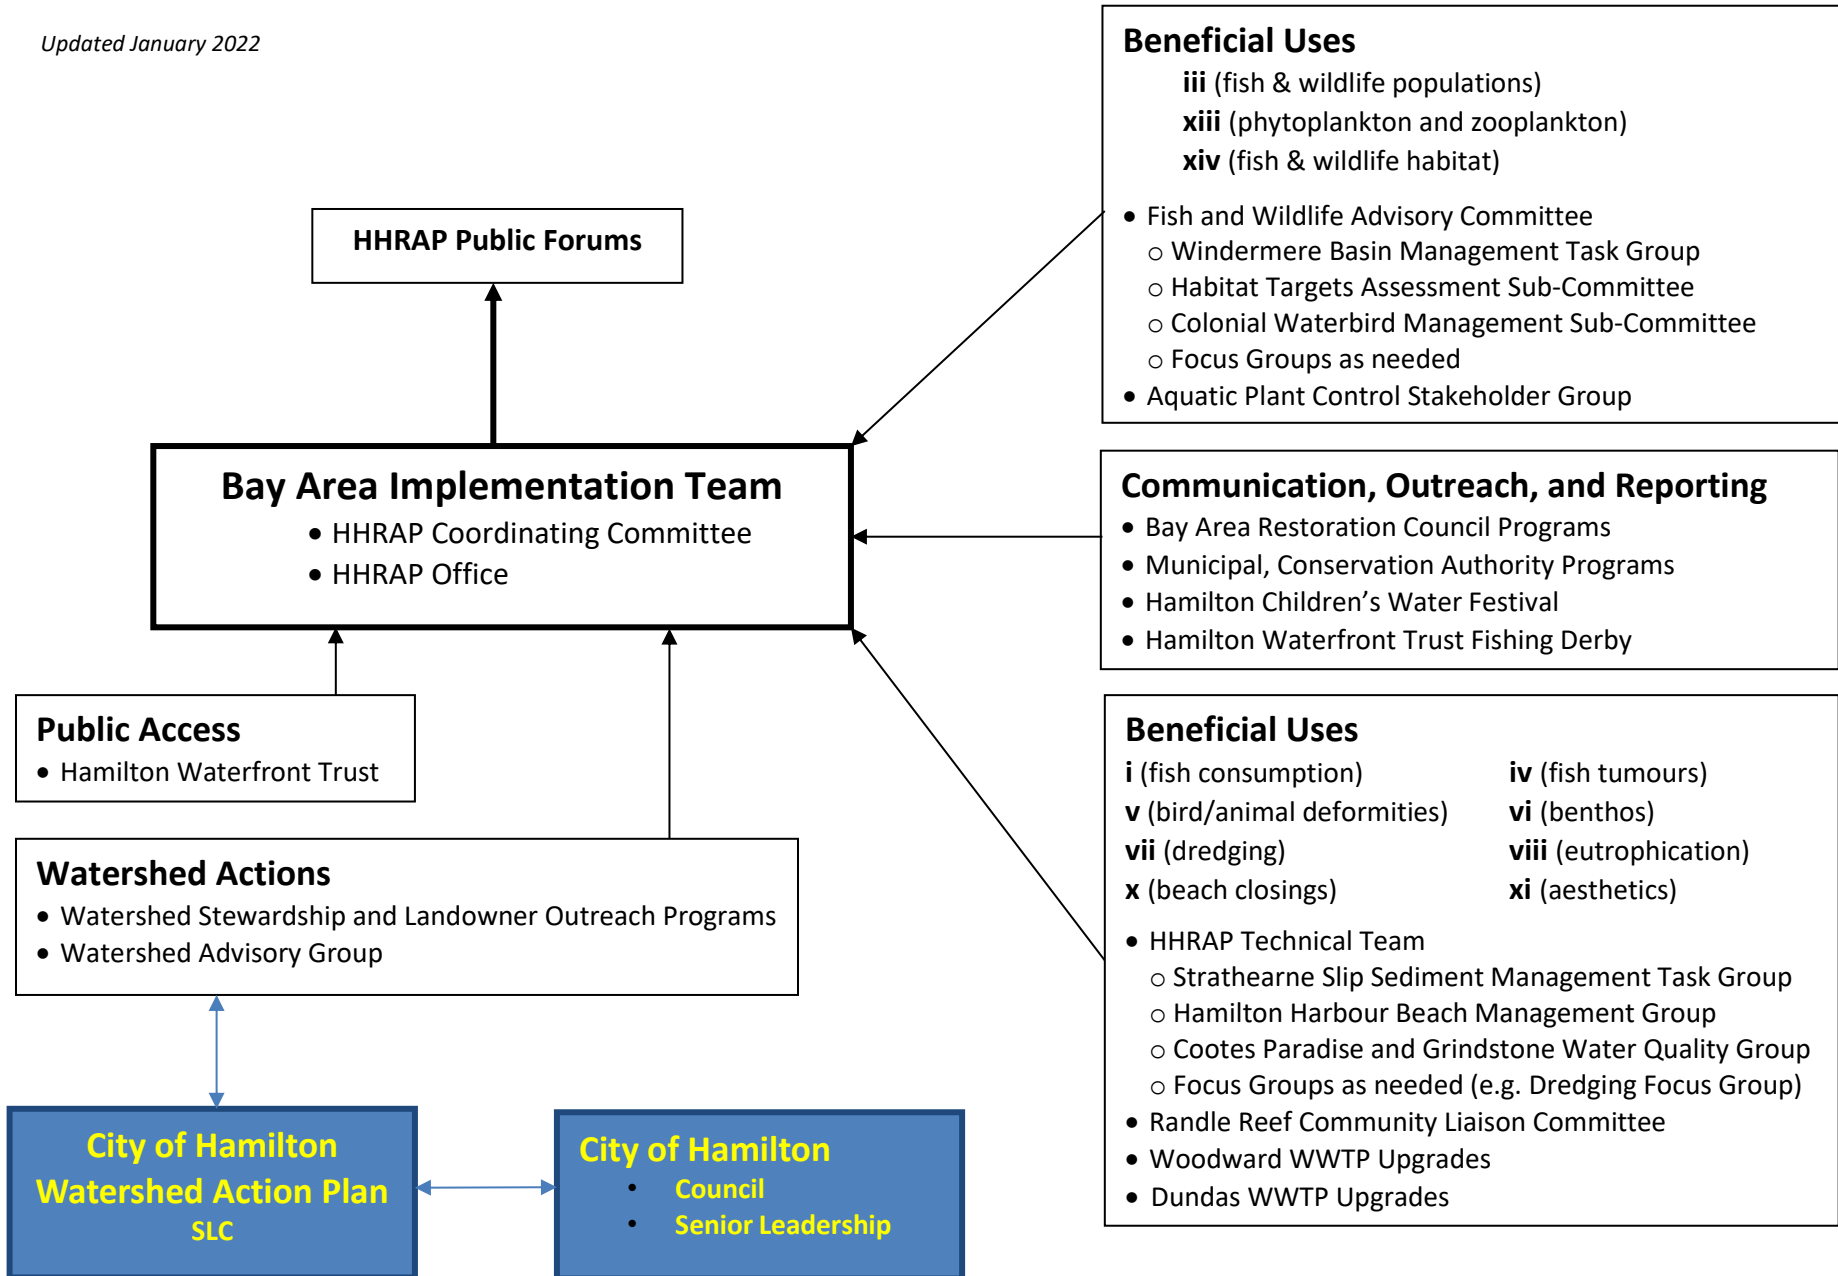 Updated January 2022
HHRAP Public Forums
Bay Area Implementation Team
• HHRAP Coordinating Committee
• HHRAP Office
Public Access
• Hamilton Waterfront Trust
Watershed Actions
• Watershed Stewardship and Landowner Outreach Programs
• Watershed Advisory Group
City of Hamilton
Watershed Action Plan
SLC
City of Hamilton
• Council
• Senior Leadership
Beneficial Uses
iii (fish & wildlife populations)
xiii (phytoplankton and zooplankton)
xiv (fish & wildlife habitat)
• Fish and Wildlife Advisory Committee
o Windermere Basin Management Task Group
o Habitat Targets Assessment Sub-Committee
o Colonial Waterbird Management Sub-Committee
o Focus Groups as needed
• Aquatic Plant Control Stakeholder Group
Communication, Outreach, and Reporting
• Bay Area Restoration Council Programs
• Municipal, Conservation Authority Programs
• Hamilton Children’s Water Festival
• Hamilton Waterfront Trust Fishing Derby
Beneficial Uses
i (fish consumption) iv (fish tumours)
v (bird/animal deformities) vi (benthos)
vii (dredging) viii (eutrophication)
x (beach closings) xi (aesthetics)
• HHRAP Technical Team
o Strathearne Slip Sediment Management Task Group
o Hamilton Harbour Beach Management Group
o Cootes Paradise and Grindstone Water Quality Group
o Focus Groups as needed (e.g. Dredging Focus Group)
• Randle Reef Community Liaison Committee
• Woodward WWTP Upgrades
• Dundas WWTP Upgrades